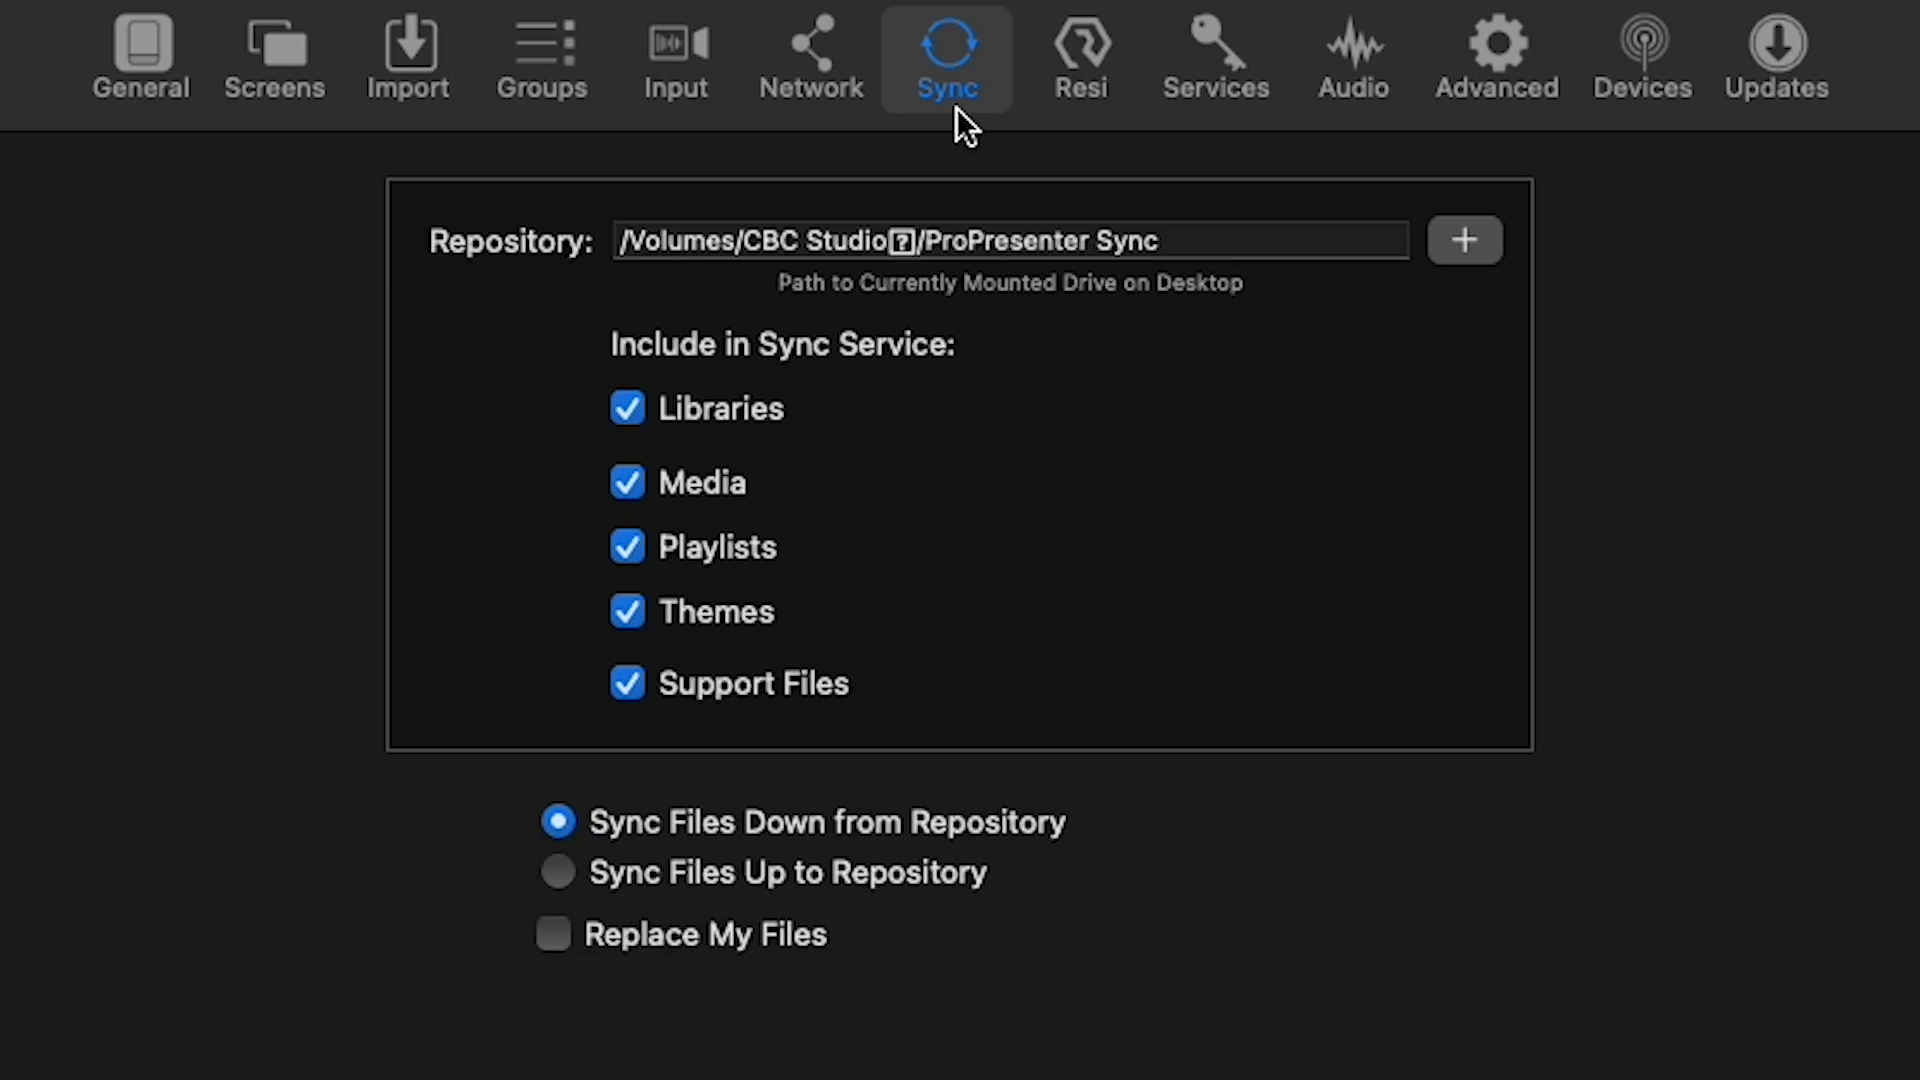 General Screens Import Groups Input Network Sync Resi Services Audio Advanced Devices Updates
Repository: /Volumes/CBC Studio⍰/ProPresenter Sync +
Path to Currently Mounted Drive on Desktop
Include in Sync Service:
Libraries
Media
Playlists
Themes
Support Files
Sync Files Down from Repository
Sync Files Up to Repository
Replace My Files